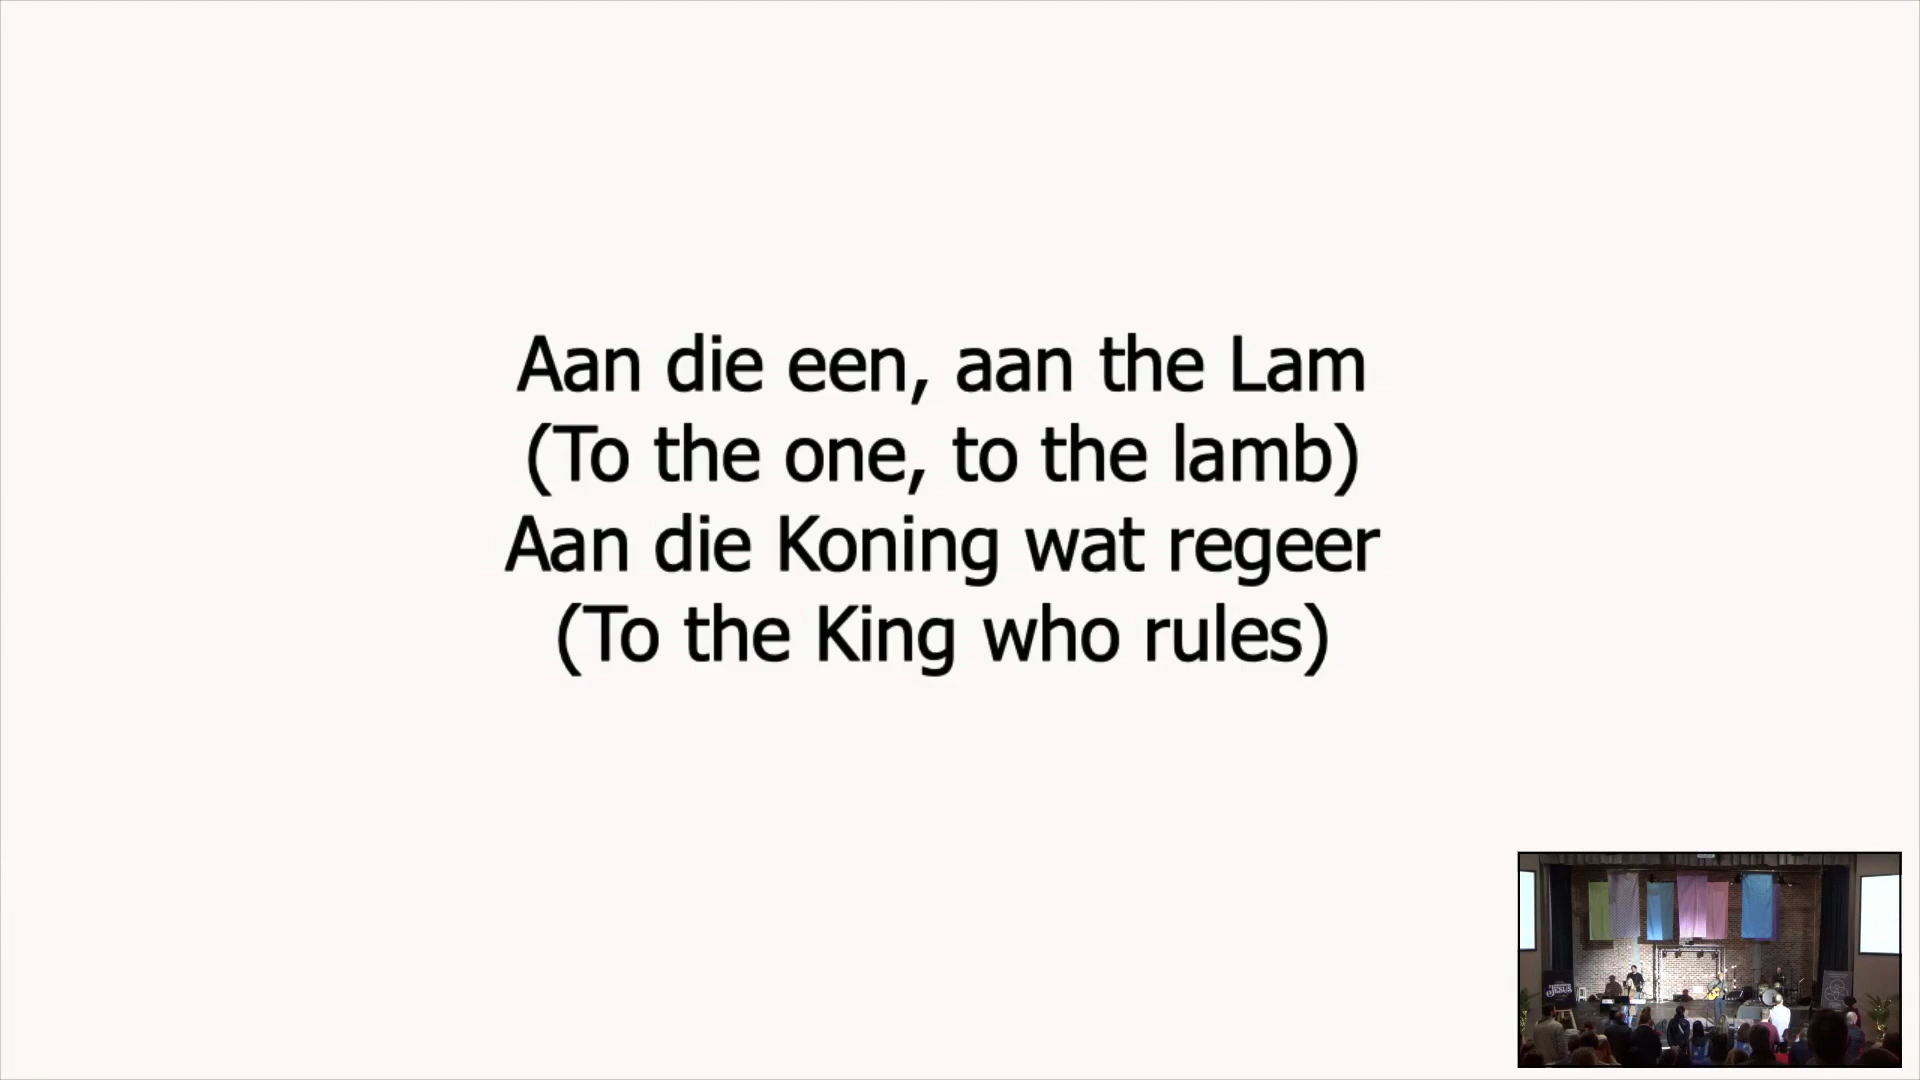 Aan die een, aan the Lam
(To the one, to the lamb)
Aan die Koning wat regeer
(To the King who rules)
JESUS